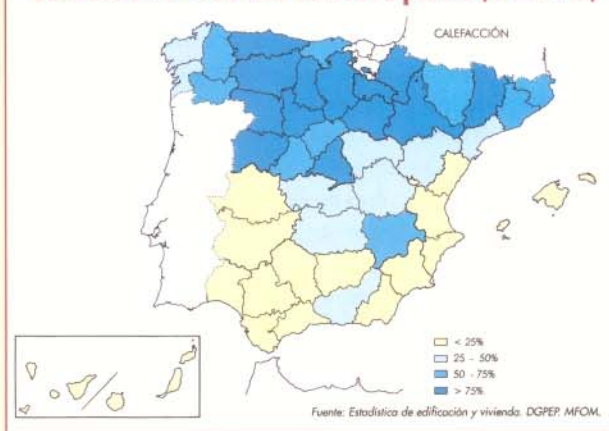 CALEFACCIÓN
< 25%
25 - 50%
50 - 75%
> 75%
Fuente: Estadística de edificación y vivienda. DGPEP. MFOM.